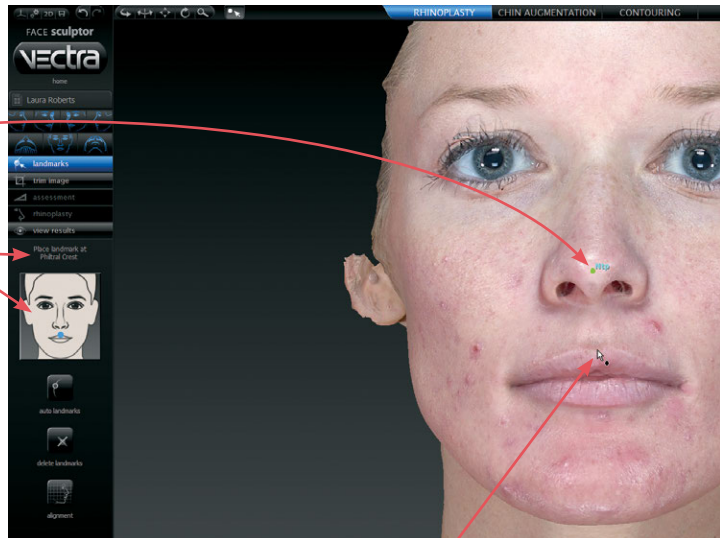 2D
RHINOPLASTY
CHIN AUGMENTATION
CONTOURING
FACE sculptor
VECTRA
home
Laura Roberts
landmarks
trim image
assessment
rhinoplasty
view results
Place landmark at
Philtral Crest
auto landmarks
delete landmarks
alignment